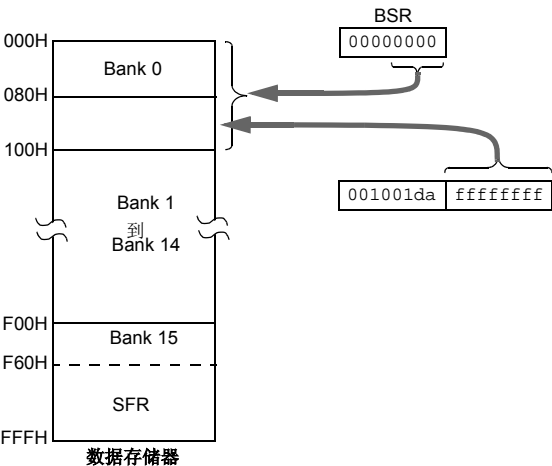 BSR
00000000
000H
Bank 0
080H
100H
001001da ffffffff
Bank 1
到
Bank 14
F00H
Bank 15
F60H
SFR
FFFH
数据存储器